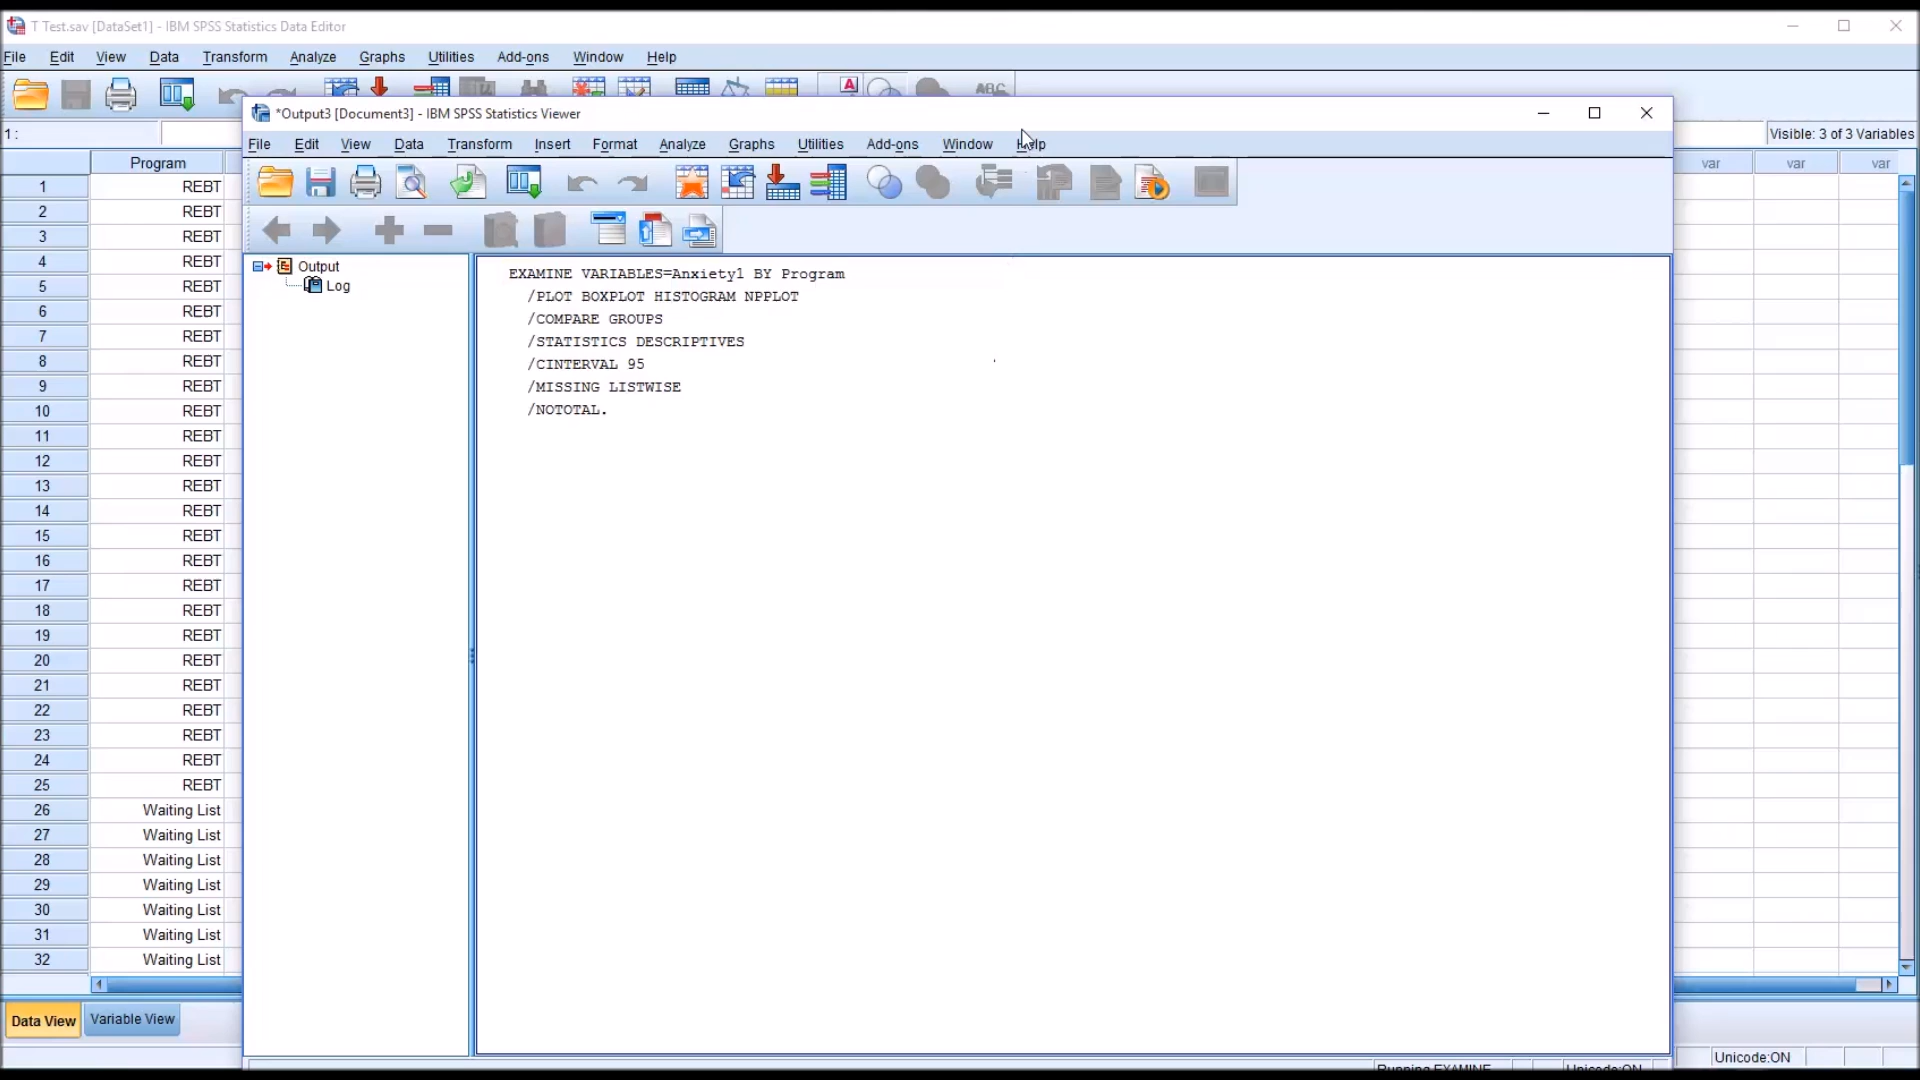 T Test.sav [DataSet1] - IBM SPSS Statistics Data Editor
File Edit View Data Transform Analyze Graphs Utilities Add-ons Window Help
1 :
Visible: 3 of 3 Variables
Program
var var var
1 REBT
2 REBT
3 REBT
4 REBT
5 REBT
6 REBT
7 REBT
8 REBT
9 REBT
10 REBT
11 REBT
12 REBT
13 REBT
14 REBT
15 REBT
16 REBT
17 REBT
18 REBT
19 REBT
20 REBT
21 REBT
22 REBT
23 REBT
24 REBT
25 REBT
26 Waiting List
27 Waiting List
28 Waiting List
29 Waiting List
30 Waiting List
31 Waiting List
32 Waiting List
Data View Variable View
Unicode:ON
*Output3 [Document3] - IBM SPSS Statistics Viewer
File Edit View Data Transform Insert Format Analyze Graphs Utilities Add-ons Window Help
Output
Log
EXAMINE VARIABLES=Anxiety1 BY Program
/PLOT BOXPLOT HISTOGRAM NPPLOT
/COMPARE GROUPS
/STATISTICS DESCRIPTIVES
/CINTERVAL 95
/MISSING LISTWISE
/NOTOTAL.
Running EXAMINE
Unicode:ON